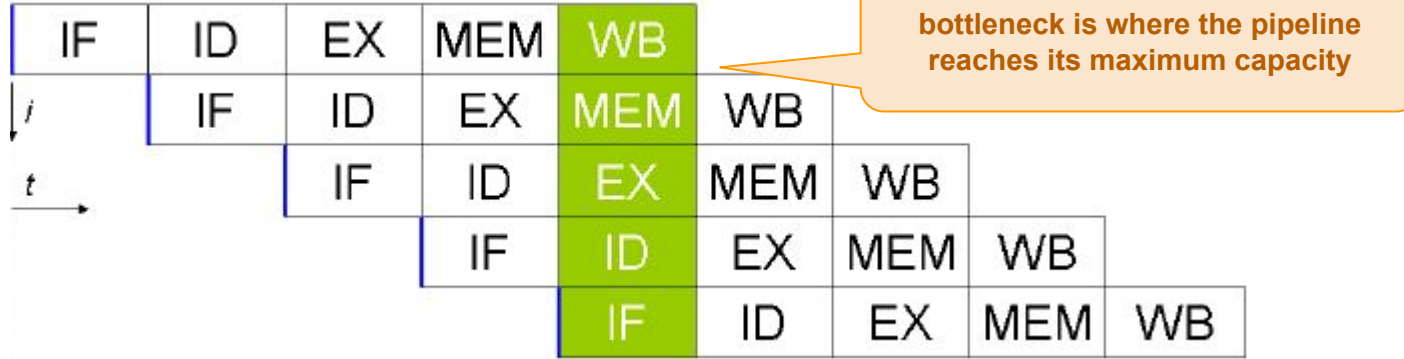 bottleneck is where the pipeline
reaches its maximum capacity
IF ID EX MEM WB
i IF ID EX MEM WB
t IF ID EX MEM WB
IF ID EX MEM WB
IF ID EX MEM WB